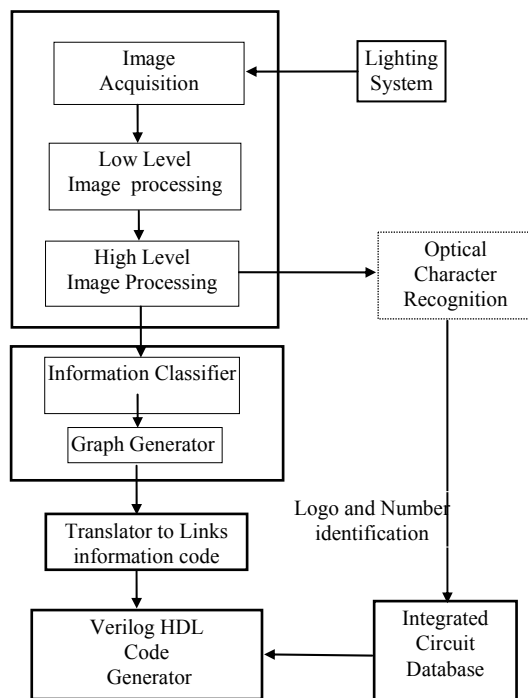 Image
Acquisition
Lighting
System
Low Level
Image processing
High Level
Image Processing
Optical
Character
Recognition
Information Classifier
Graph Generator
Translator to Links
information code
Logo and Number
identification
Verilog HDL
Code
Generator
Integrated
Circuit
Database